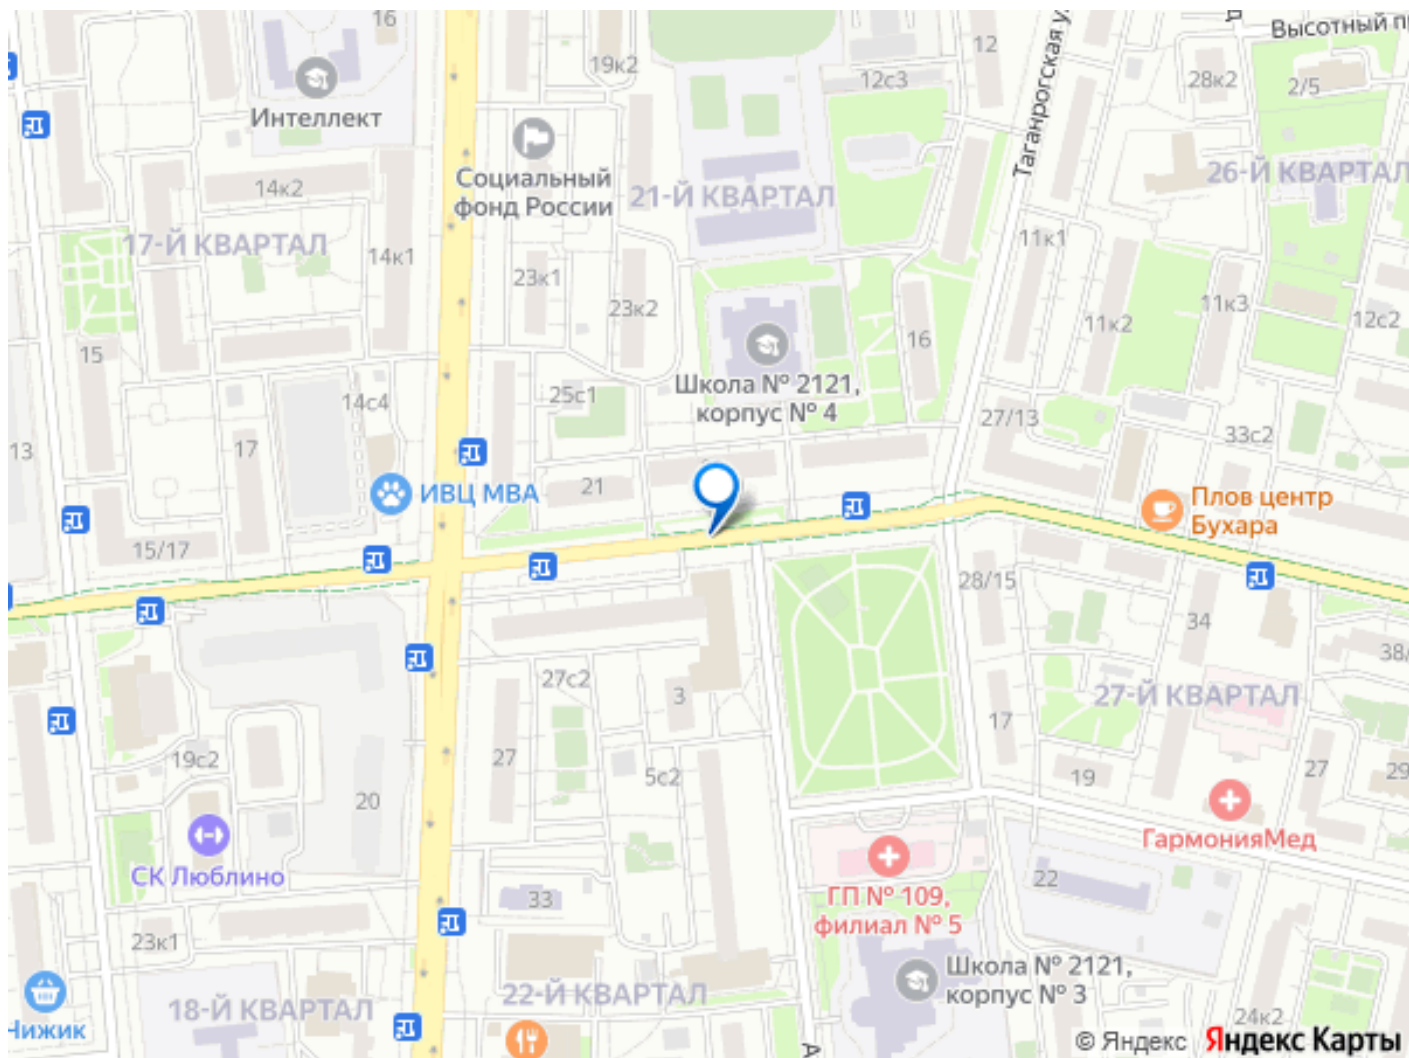 16
12
Высотный п
19к2
12с3
28к2
2/5
Интеллект
Таганрогская у
Социальный
фонд России
14к2
21-Й КВАРТАЛ
26-Й КВАРТАЛ
17-Й КВАРТАЛ
14к1
11к1
23к1
23к2
11к3
12с2
11к2
15
16
Школа № 2121,
корпус № 4
14с4
25с1
27/13
33с2
13
17
21
ИВЦ МВА
Плов центр
Бухара
15/17
28/15
34
38/
27с2
3
27-Й КВАРТАЛ
17
19с2
27
5с2
19
27
29
20
ГармонияМед
СК Люблино
22
33
ГП № 109,
филиал № 5
23к1
Школа № 2121,
корпус № 3
22-Й КВАРТАЛ
18-Й КВАРТАЛ
Чижик
24к2
А
© Яндекс Яндекс Карты